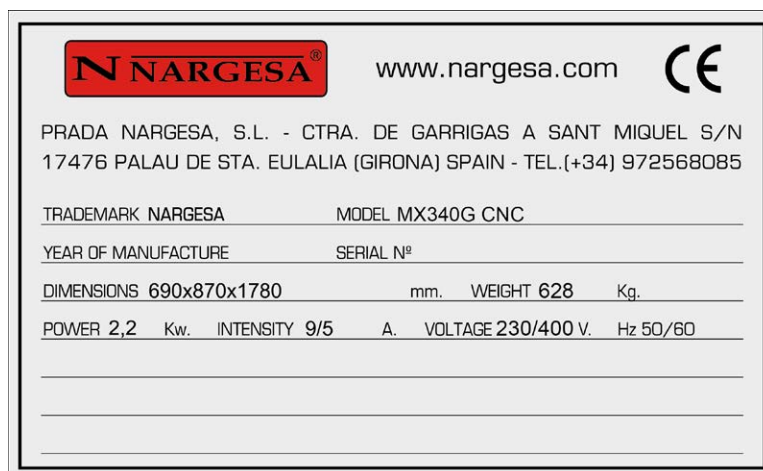 N NARGESA® www.nargesa.com CE
PRADA NARGESA, S.L. - CTRA. DE GARRIGAS A SANT MIQUEL S/N
17476 PALAU DE STA. EULALIA (GIRONA) SPAIN - TEL.(+34) 972568085
TRADEMARK NARGESA MODEL MX340G CNC
YEAR OF MANUFACTURE SERIAL Nº
DIMENSIONS 690x870x1780 mm. WEIGHT 628 Kg.
POWER 2,2 Kw. INTENSITY 9/5 A. VOLTAGE 230/400 V. Hz 50/60